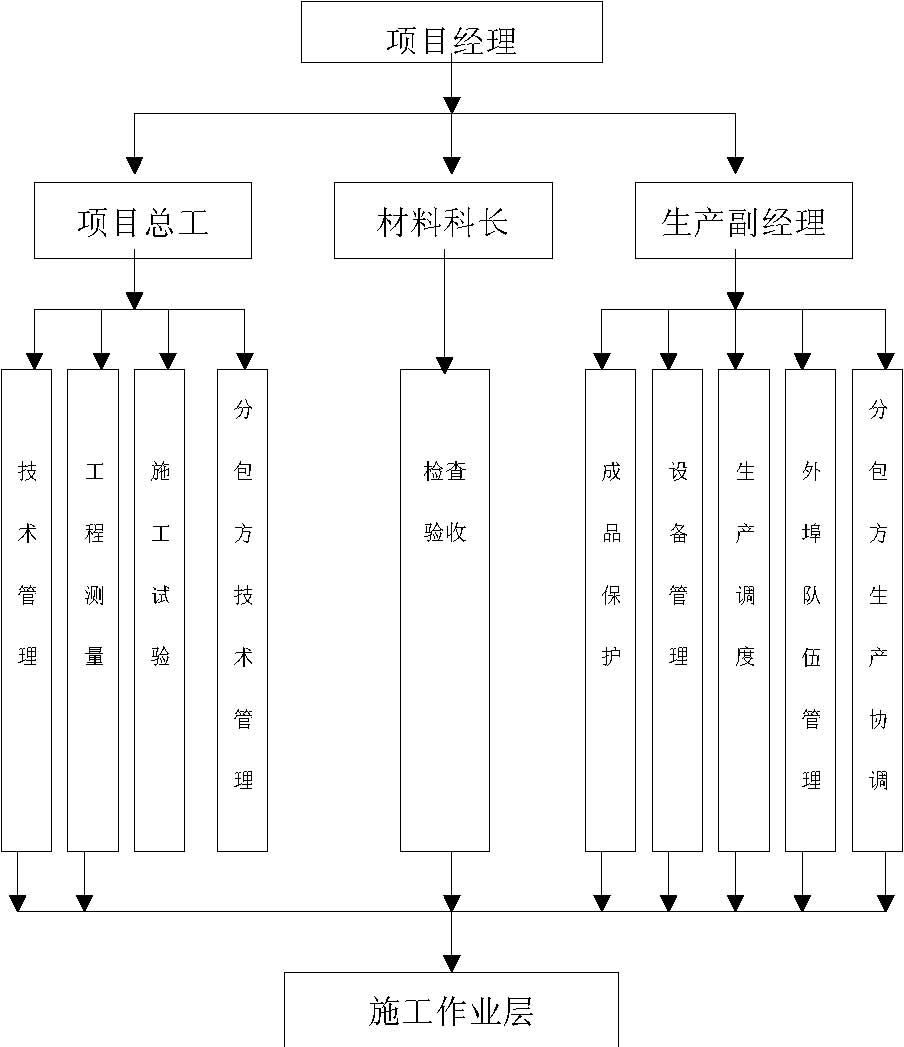 项目经理
项目总工
材料科长
生产副经理
技术管理
工程测量
施工试验
分包方技术管理
检查
验收
成品保护
设备管理
生产调度
外埠队伍管理
分包方生产协调
施工作业层